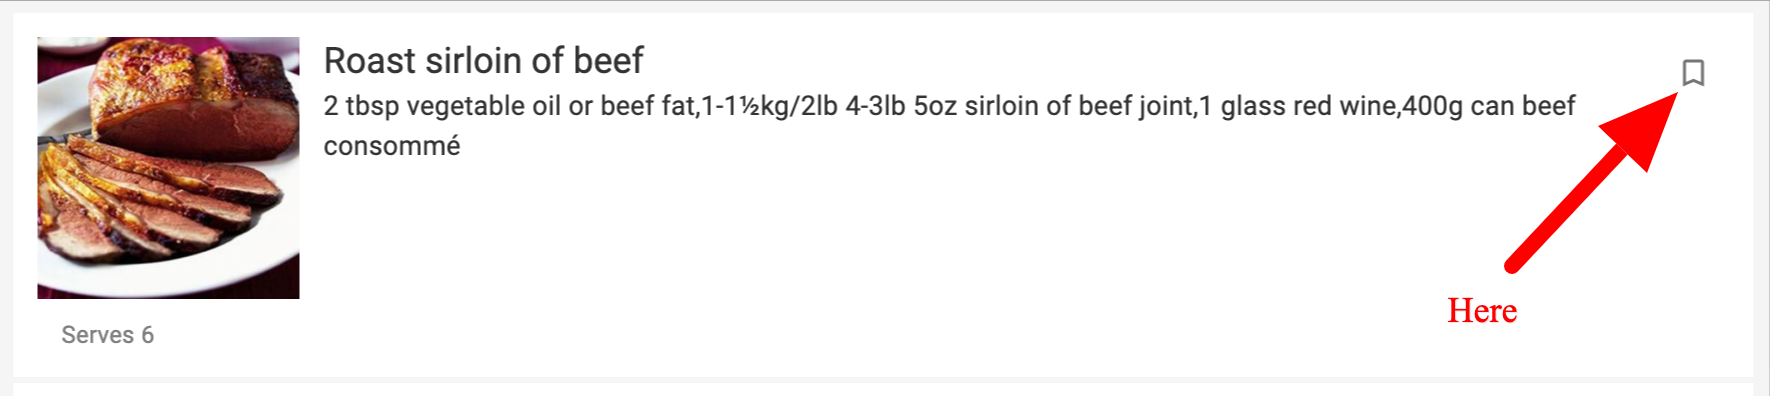 Roast sirloin of beef
2 tbsp vegetable oil or beef fat,1-1½kg/2lb 4-3lb 5oz sirloin of beef joint,1 glass red wine,400g can beef
consommé
Here
Serves 6